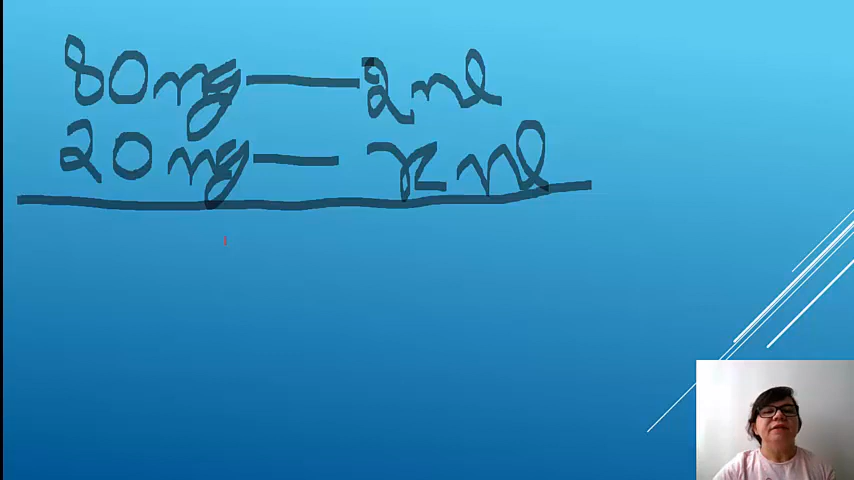 80mg — 2ml
20mg — x ml